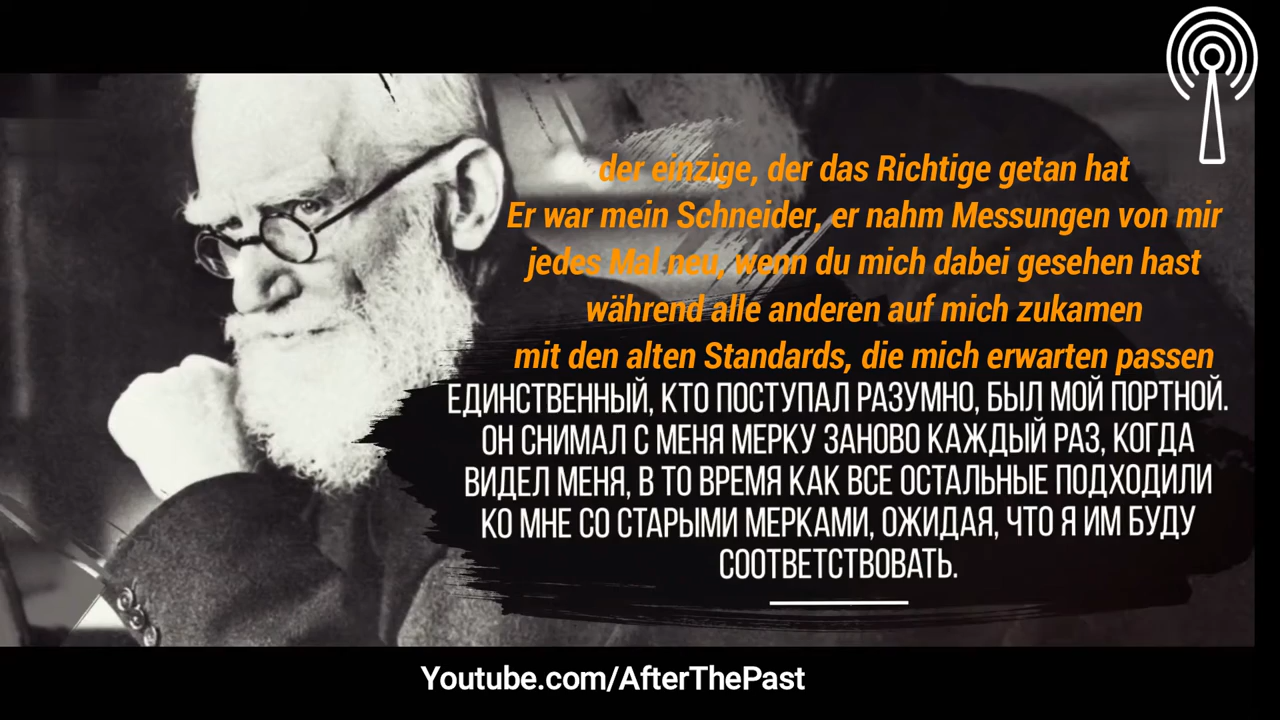 der einzige, der das Richtige getan hat
Er war mein Schneider, er nahm Messungen von mir
jedes Mal neu, wenn du mich dabei gesehen hast
während alle anderen auf mich zukamen
mit den alten Standards, die mich erwarten passen
ЕДИНСТВЕННЫЙ, КТО ПОСТУПАЛ РАЗУМНО, БЫЛ МОЙ ПОРТНОЙ.
ОН СНИМАЛ С МЕНЯ МЕРКУ ЗАНОВО КАЖДЫЙ РАЗ, КОГДА
ВИДЕЛ МЕНЯ, В ТО ВРЕМЯ КАК ВСЕ ОСТАЛЬНЫЕ ПОДХОДИЛИ
КО МНЕ СО СТАРЫМИ МЕРКАМИ, ОЖИДАЯ, ЧТО Я ИМ БУДУ
СООТВЕТСТВОВАТЬ.
Youtube.com/AfterThePast